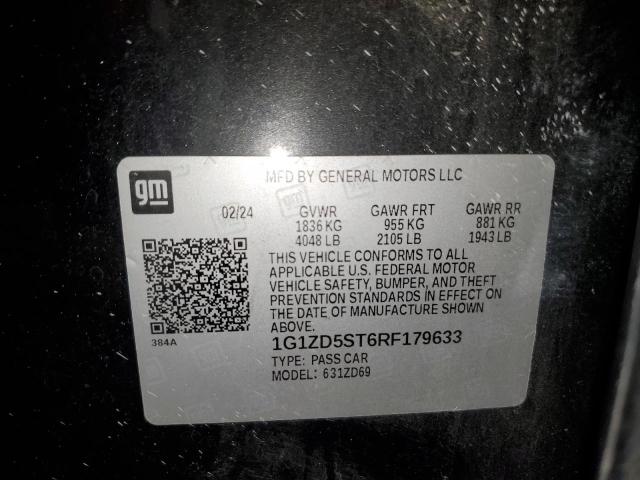 gm
MFD BY GENERAL MOTORS LLC
02/24 GVWR GAWR FRT GAWR RR
1836 KG 955 KG 881 KG
4048 LB 2105 LB 1943 LB
THIS VEHICLE CONFORMS TO ALL
APPLICABLE U.S. FEDERAL MOTOR
VEHICLE SAFETY, BUMPER, AND THEFT
PREVENTION STANDARDS IN EFFECT ON
THE DATE OF MANUFACTURE SHOWN
ABOVE.
384A
1G1ZD5ST6RF179633
TYPE: PASS CAR
MODEL: 631ZD69